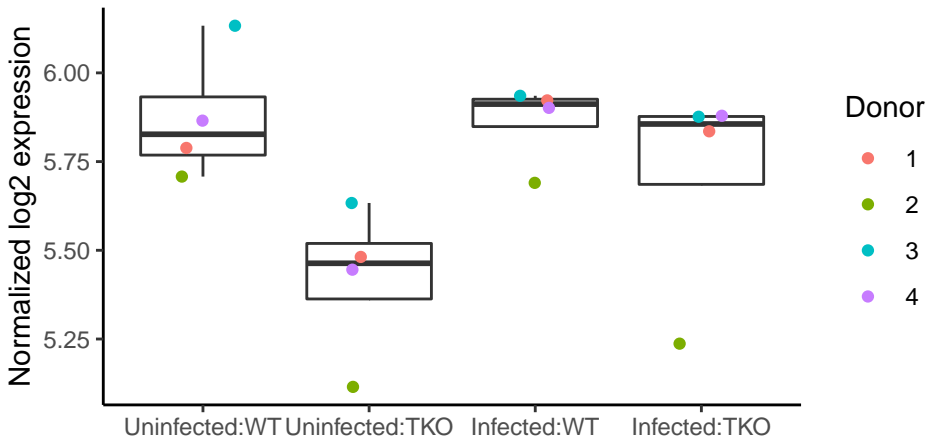 Normalized log2 expression
6.00
5.75
5.50
5.25
Uninfected:WT Uninfected:TKO Infected:WT Infected:TKO
Donor
1
2
3
4